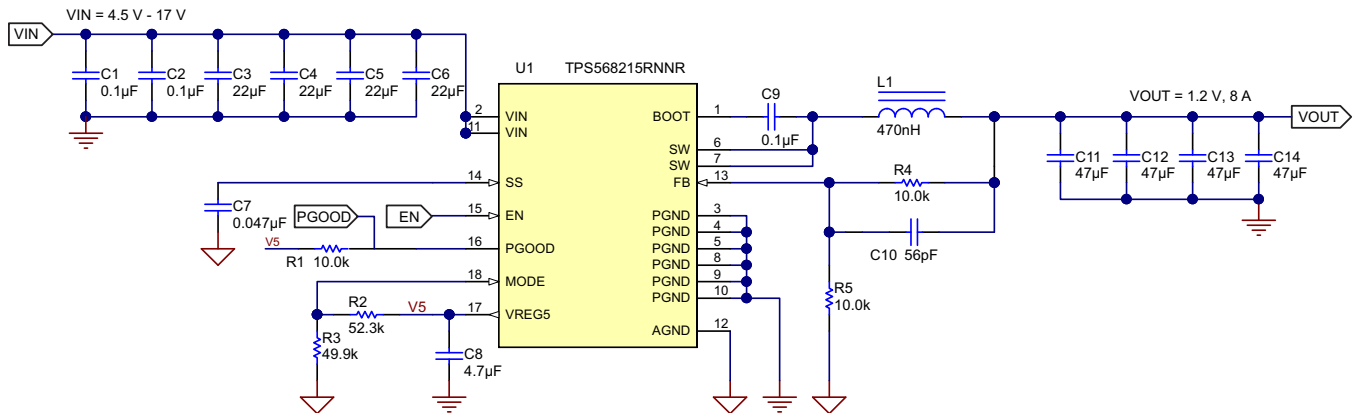 VIN = 4.5 V - 17 V
VIN
C1
0.1µF
C2
0.1µF
C3
22µF
C4
22µF
C5
22µF
C6
22µF
U1
TPS568215RNNR
2
VIN
11
VIN
14
SS
15
EN
16
PGOOD
18
MODE
17
VREG5
BOOT
1
SW
6
SW
7
FB
13
PGND
3
PGND
4
PGND
5
PGND
8
PGND
9
PGND
10
AGND
12
C7
0.047µF
PGOOD
EN
V5
R1
10.0k
R2
52.3k
V5
R3
49.9k
C8
4.7µF
C9
0.1µF
L1
470nH
R4
10.0k
C10
56pF
R5
10.0k
VOUT = 1.2 V, 8 A
VOUT
C11
47µF
C12
47µF
C13
47µF
C14
47µF